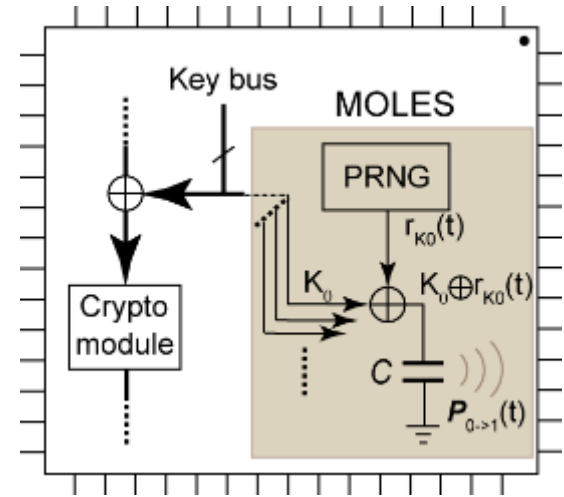 Key bus
MOLES
PRNG
r_K0(t)
K_0
K_0⊕r_K0(t)
Crypto
module
C
P_0->1(t)